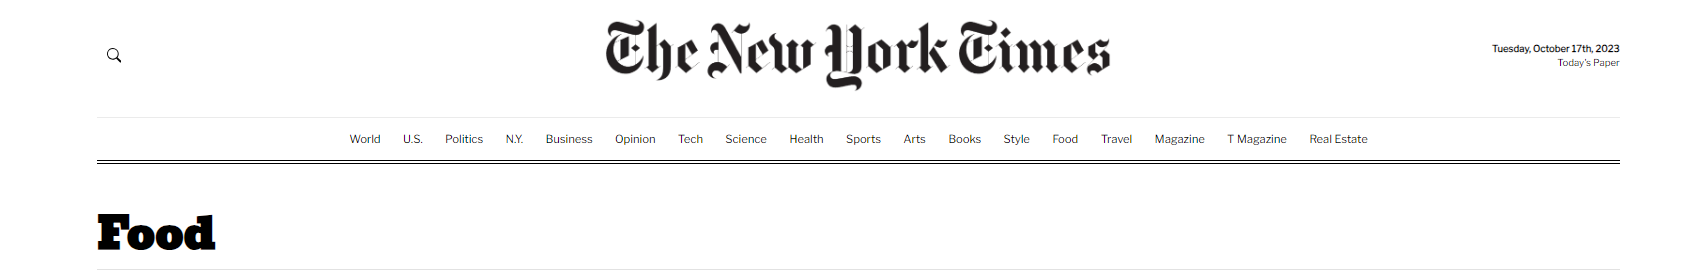 The New York Times
Tuesday, October 17th, 2023
Today's Paper
World U.S. Politics N.Y. Business Opinion Tech Science Health Sports Arts Books Style Food Travel Magazine T Magazine Real Estate
Food